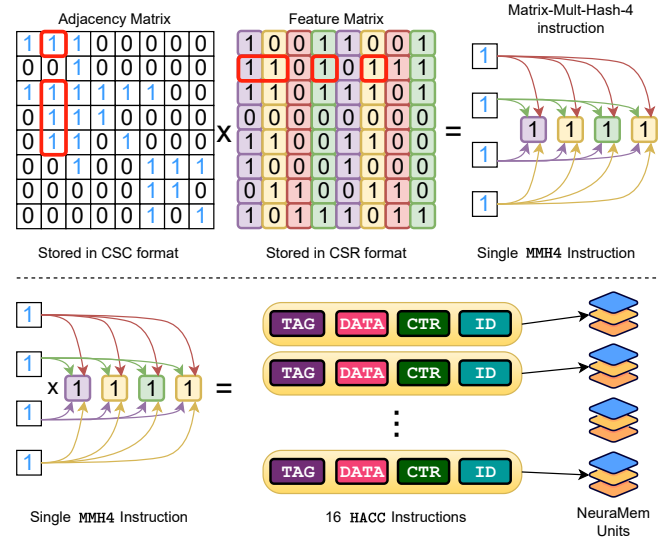 Adjacency Matrix
Feature Matrix
Matrix-Mult-Hash-4
instruction
1 1 1 0 0 0 0 0
0 0 1 0 0 0 0 0
1 1 1 1 1 1 0 0
0 1 1 1 0 0 0 0
0 1 1 0 1 0 0 0
0 0 1 0 0 1 1 1
0 0 0 0 0 1 1 0
0 0 0 0 0 1 0 1
X
1 0 0 1 1 0 0 1
1 1 0 1 0 1 1 1
1 0 1 0 1 1 0 0
0 1 1 0 0 1 1 0
1 0 0 1 1 0 1 0
1 0 0 1 1 1 0 0
0 1 1 0 0 1 1 0
1 0 1 1 1 0 1 1
=
1
1
1 1 1 1
1
1
Stored in CSC format
Stored in CSR format
Single MMH4 Instruction
1
1
x 1 1 1 1 =
1
1
TAG DATA CTR ID
TAG DATA CTR ID
TAG DATA CTR ID
Single MMH4 Instruction
16 HACC Instructions
NeuraMem
Units